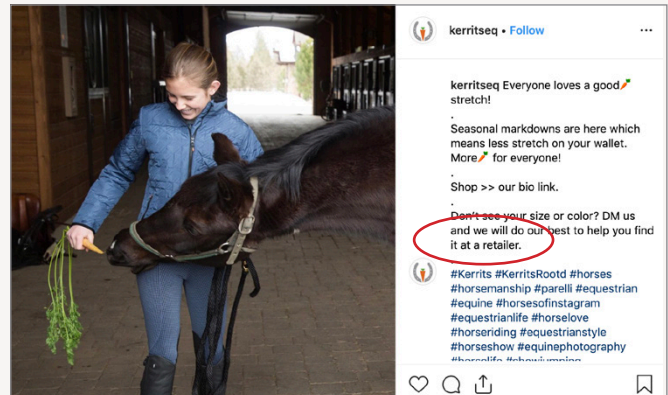 kerritseq • Follow
kerritseq Everyone loves a good🥕
stretch!
.
Seasonal markdowns are here which
means less stretch on your wallet.
More🥕 for everyone!
.
Shop >> our bio link.
.
Don't see your size or color? DM us
and we will do our best to help you find
it at a retailer.
#Kerrits #KerritsRootd #horses
#horsemanship #parelli #equestrian
#equine #horsesofinstagram
#equestrianlife #horselove
#horseriding #equestrianstyle
#horseshow #equinephotography
#horselife #showjumping